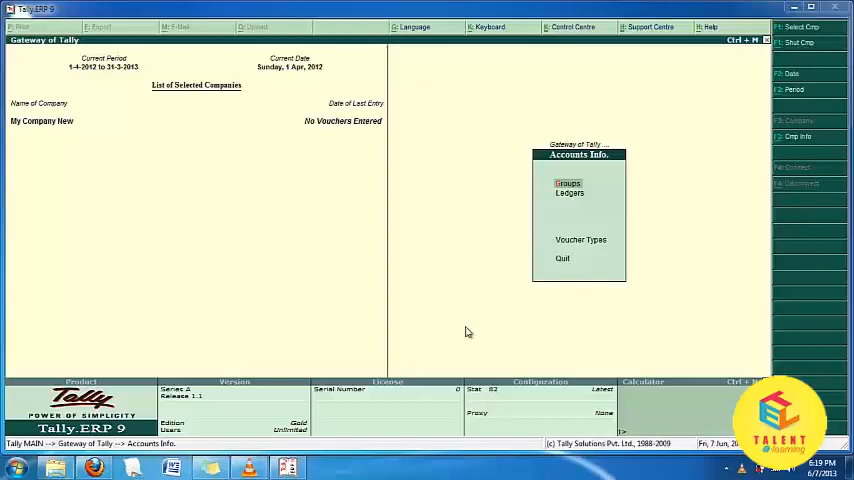 Tally.ERP 9
P: Print
E: Export
M: E-Mail
O: Upload
G: Language
K: Keyboard
K: Control Centre
H: Support Centre
H: Help
F1: Select Cmp
F1: Shut Cmp
F2: Date
F2: Period
F3: Company
F3: Cmp Info
F4: Connect
F4: Disconnect
Gateway of Tally
Ctrl + M
Current Period
1-4-2012 to 31-3-2013
Current Date
Sunday, 1 Apr, 2012
List of Selected Companies
Name of Company
Date of Last Entry
My Company New
No Vouchers Entered
Gateway of Tally ...
Accounts Info.
Groups
Ledgers
Voucher Types
Quit
Product
Tally
POWER OF SIMPLICITY
Tally.ERP 9
Version
Series A
Release 1.1
Edition Gold
Users Unlimited
License
Serial Number 0
Configuration
Stat 82 Latest
Proxy None
Calculator
1>
Tally MAIN --> Gateway of Tally --> Accounts Info.
(c) Tally Solutions Pvt. Ltd., 1988-2009
Fri, 7 Jun,
TEL
TALENT
e-learning
6:19 PM
6/7/2013